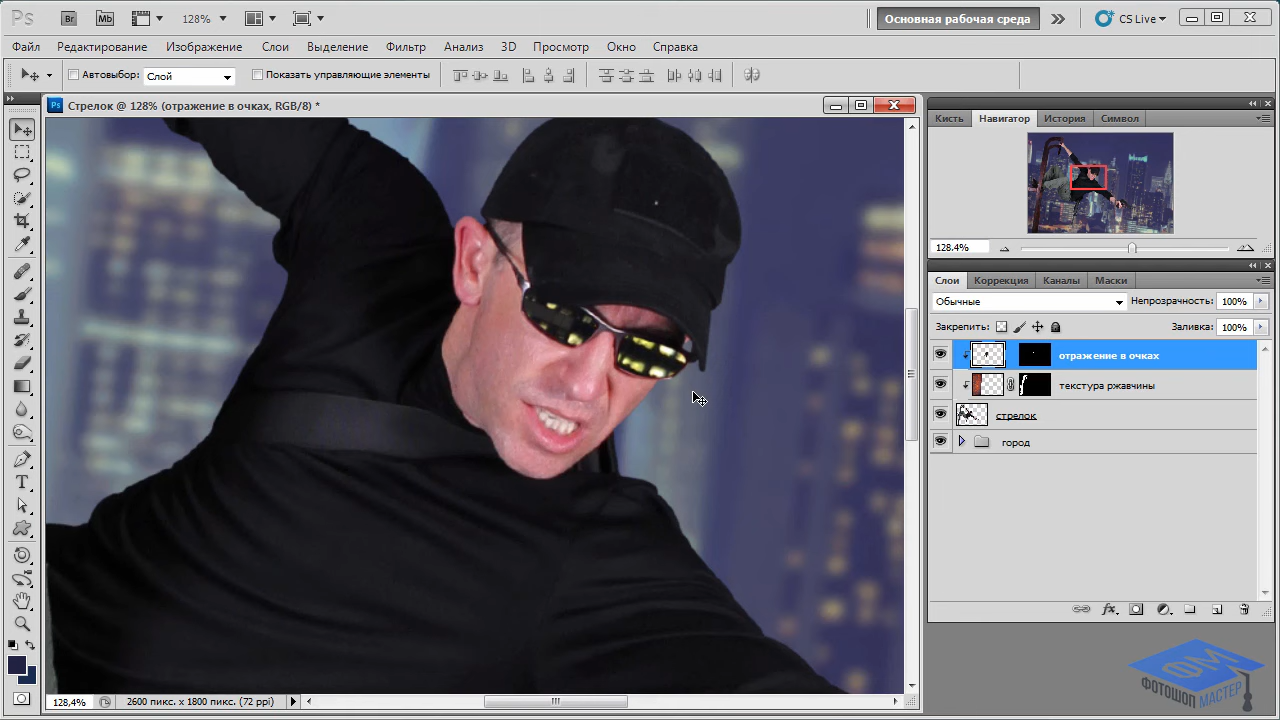 Ps Br Mb 128% Основная рабочая среда CS Live
Файл Редактирование Изображение Слои Выделение Фильтр Анализ 3D Просмотр Окно Справка
Автовыбор: Слой Показать управляющие элементы
Ps Стрелок @ 128% (отражение в очках, RGB/8) *
Кисть Навигатор История Символ
128.4%
Слои Коррекция Каналы Маски
Обычные Непрозрачность: 100%
Закрепить: Заливка: 100%
отражение в очках
текстура ржавчины
стрелок
город
T
fx
ФМ
ФОТОШОП МАСТЕР
128,4% 2600 пикс. x 1800 пикс. (72 ppi)